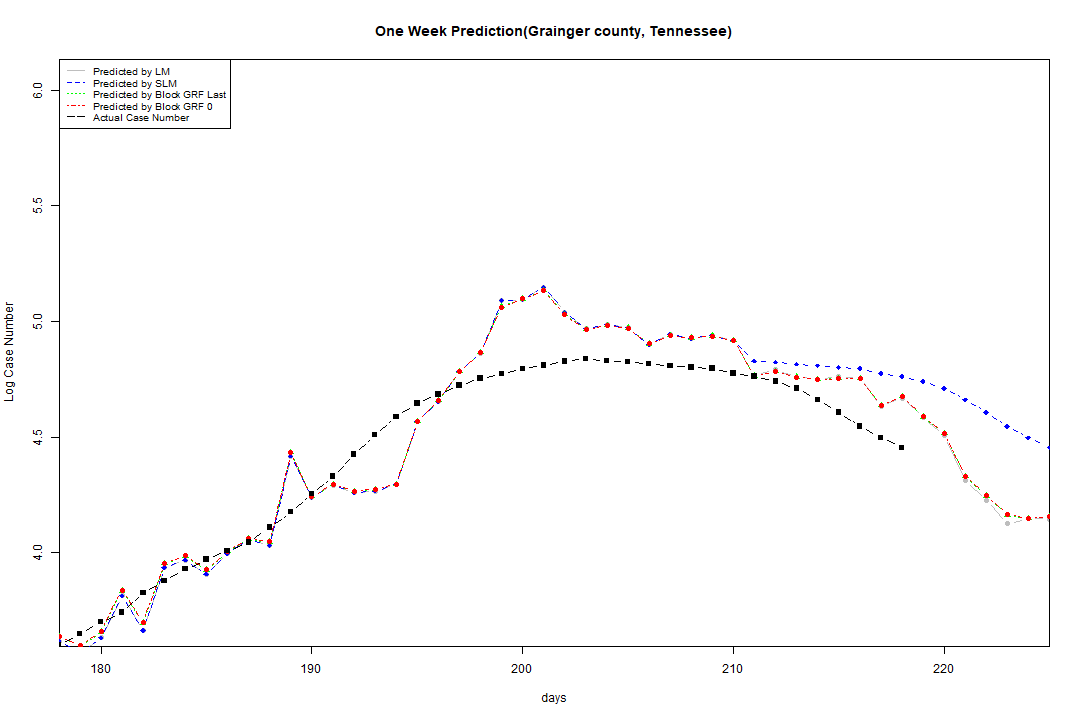 One Week Prediction(Grainger county, Tennessee)
Predicted by LM
Predicted by SLM
Predicted by Block GRF Last
Predicted by Block GRF 0
Actual Case Number
6.0
5.5
5.0
4.5
4.0
Log Case Number
180 190 200 210 220
days